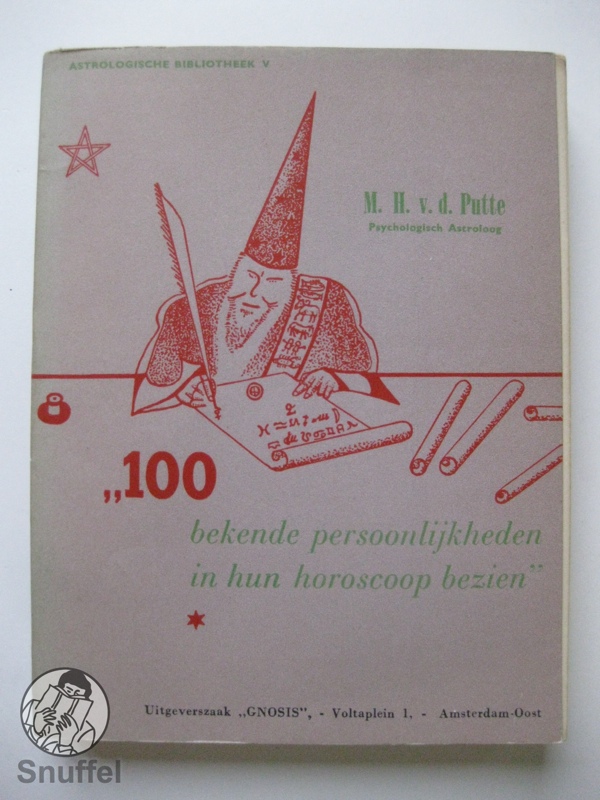 ASTROLOGISCHE BIBLIOTHEEK V
M. H. v. d. Putte
Psychologisch Astroloog
„100
bekende persoonlijkheden
in hun horoscoop bezien”
Uitgeverszaak „GNOSIS”, - Voltaplein 1, - Amsterdam-Oost
Snuffel